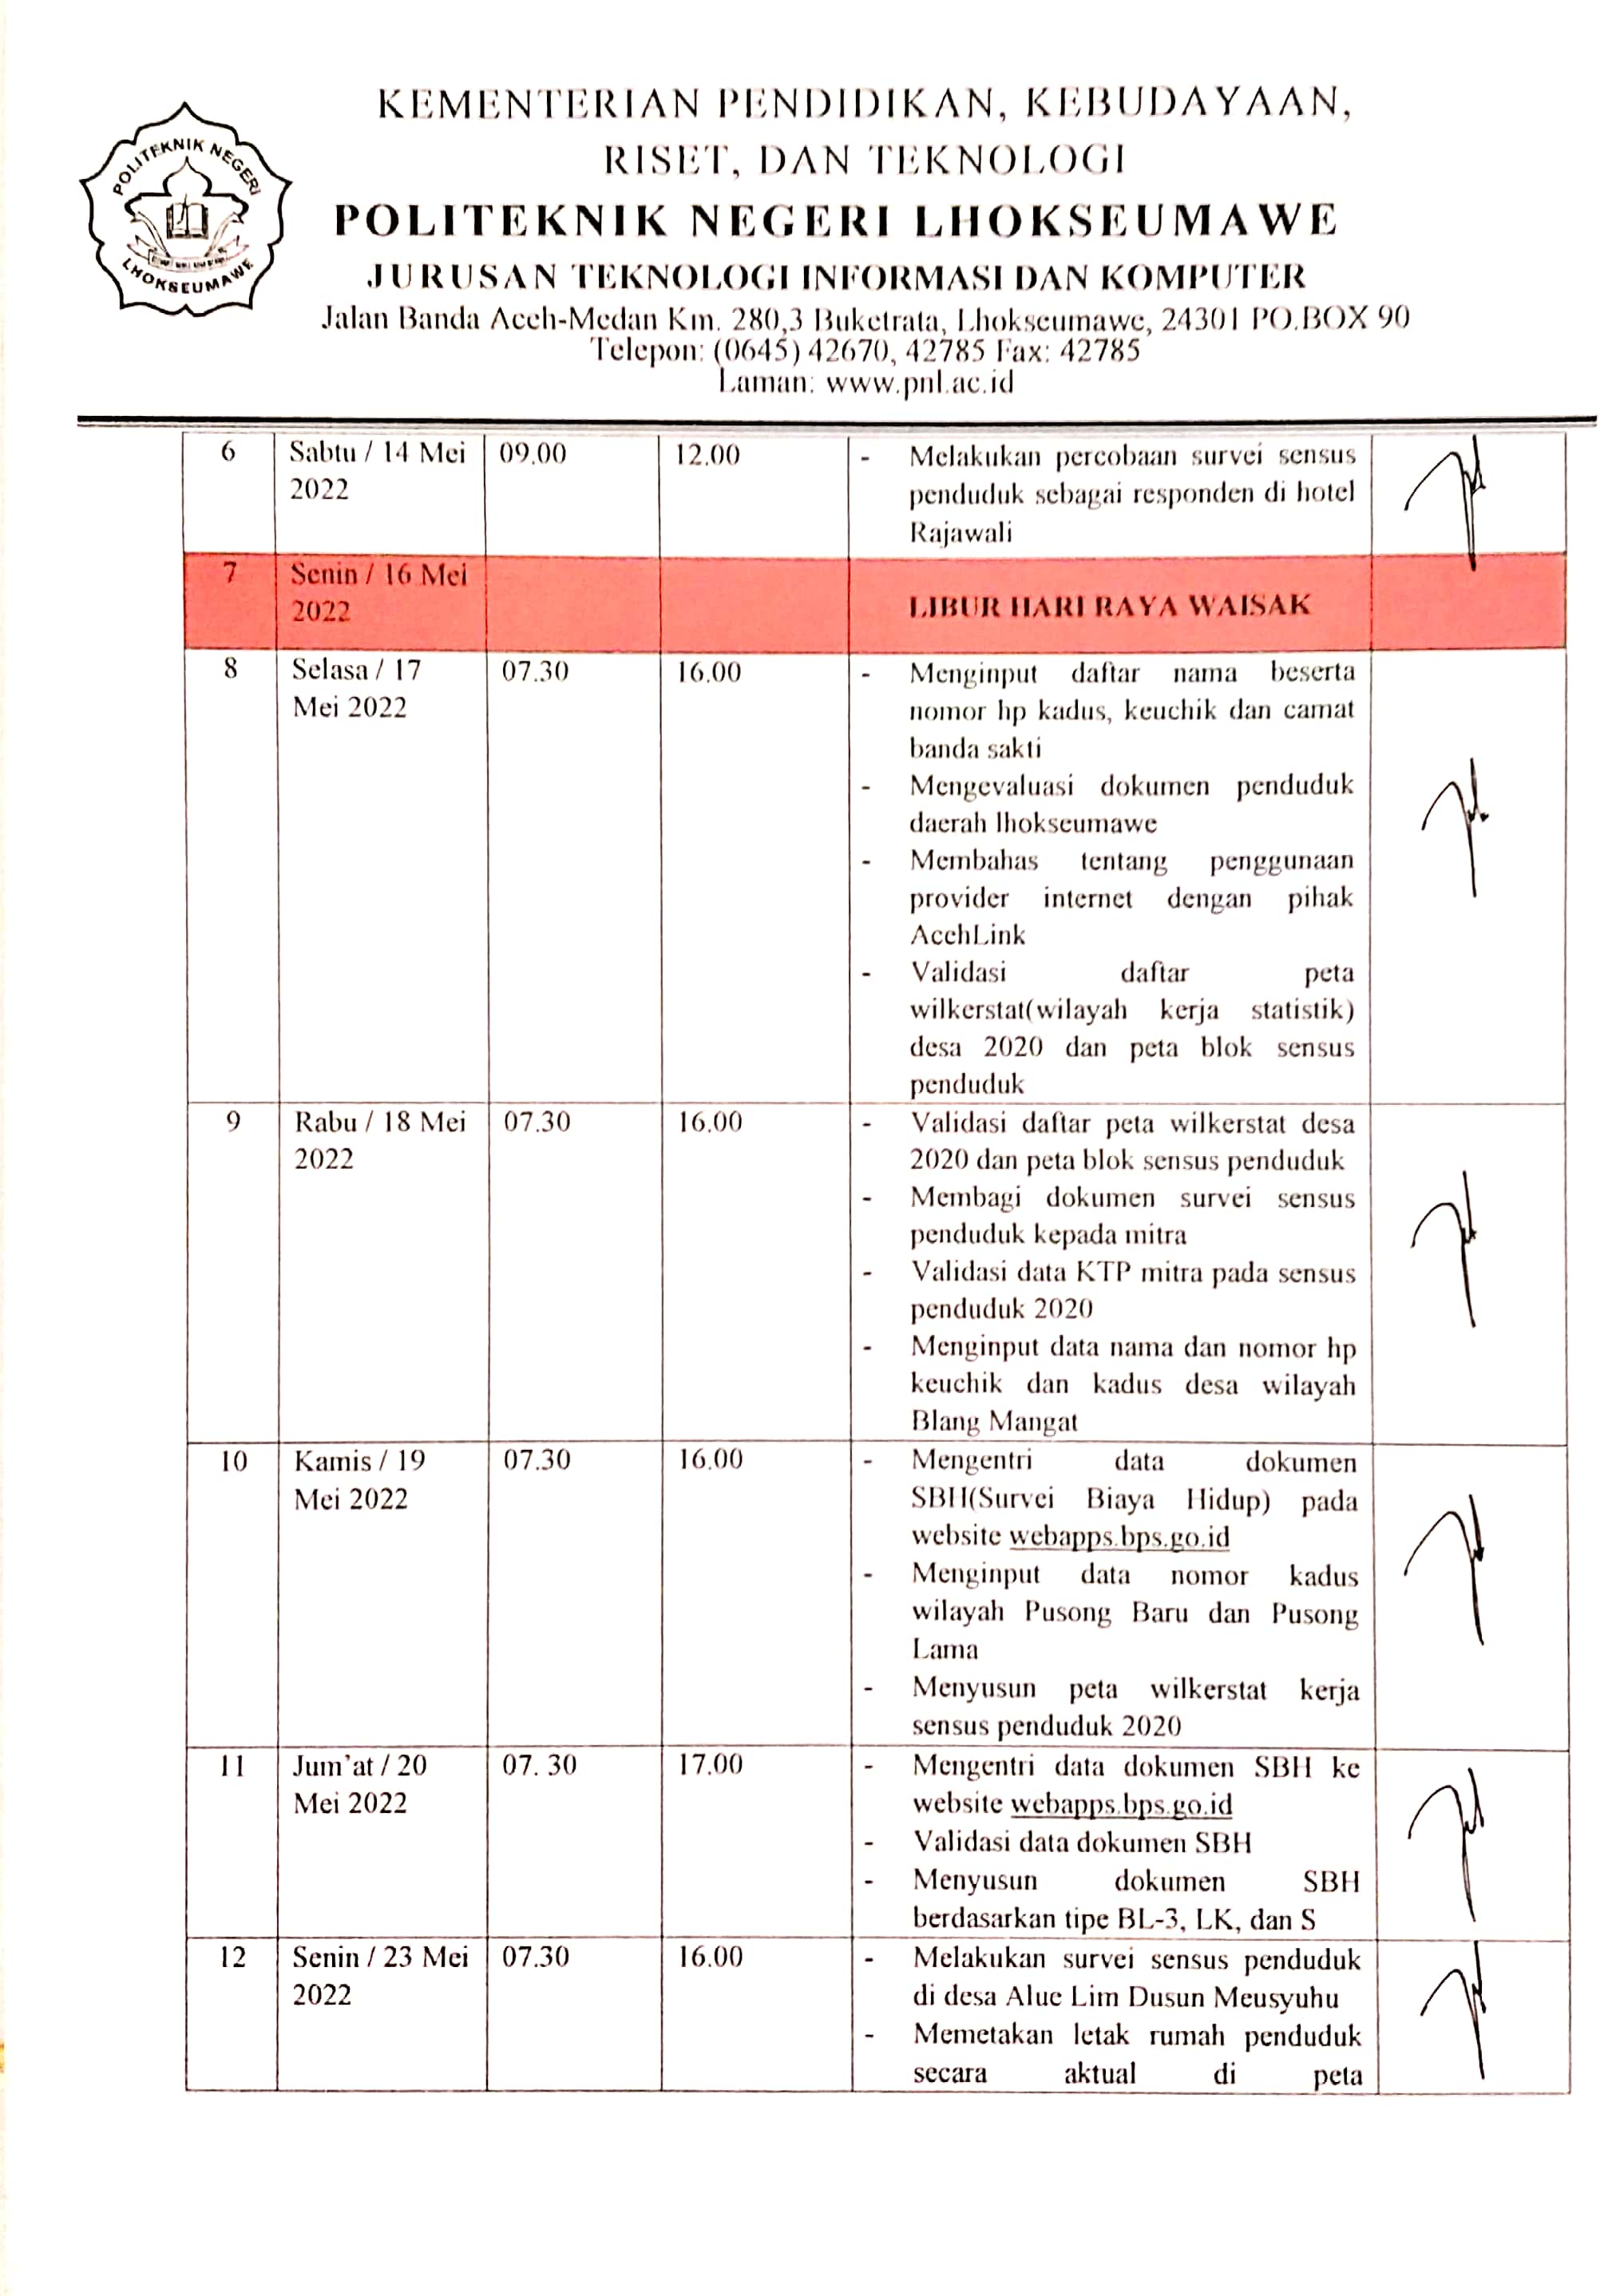 KEMENTERIAN PENDIDIKAN, KEBUDAYAAN,
RISET, DAN TEKNOLOGI
POLITEKNIK NEGERI LHOKSEUMAWE
JURUSAN TEKNOLOGI INFORMASI DAN KOMPUTER
Jalan Banda Aceh-Medan Km. 280,3 Buketrata, Lhokseumawe, 24301 PO.BOX 90
Telepon: (0645) 42670, 42785 Fax: 42785
Laman: www.pnl.ac.id
POLITEKNIK NEGERI
LHOKSEUMAWE
6 Sabtu / 14 Mei 09.00 12.00 - Melakukan percobaan survei sensus
2022 penduduk sebagai responden di hotel
Rajawali
7 Senin / 16 Mei
2022 LIBUR HARI RAYA WAISAK
8 Selasa / 17 07.30 16.00 - Menginput daftar nama beserta
Mei 2022 nomor hp kadus, keuchik dan camat
banda sakti
- Mengevaluasi dokumen penduduk
daerah lhokseumawe
- Membahas tentang penggunaan
provider internet dengan pihak
AcehLink
- Validasi daftar peta
wilkerstat(wilayah kerja statistik)
desa 2020 dan peta blok sensus
penduduk
9 Rabu / 18 Mei 07.30 16.00 - Validasi daftar peta wilkerstat desa
2022 2020 dan peta blok sensus penduduk
- Membagi dokumen survei sensus
penduduk kepada mitra
- Validasi data KTP mitra pada sensus
penduduk 2020
- Menginput data nama dan nomor hp
keuchik dan kadus desa wilayah
Blang Mangat
10 Kamis / 19 07.30 16.00 - Mengentri data dokumen
Mei 2022 SBH(Survei Biaya Hidup) pada
website webapps.bps.go.id
- Menginput data nomor kadus
wilayah Pusong Baru dan Pusong
Lama
- Menyusun peta wilkerstat kerja
sensus penduduk 2020
11 Jum’at / 20 07. 30 17.00 - Mengentri data dokumen SBH ke
Mei 2022 website webapps.bps.go.id
- Validasi data dokumen SBH
- Menyusun dokumen SBH
berdasarkan tipe BL-3, LK, dan S
12 Senin / 23 Mei 07.30 16.00 - Melakukan survei sensus penduduk
2022 di desa Alue Lim Dusun Meusyuhu
- Memetakan letak rumah penduduk
secara aktual di peta